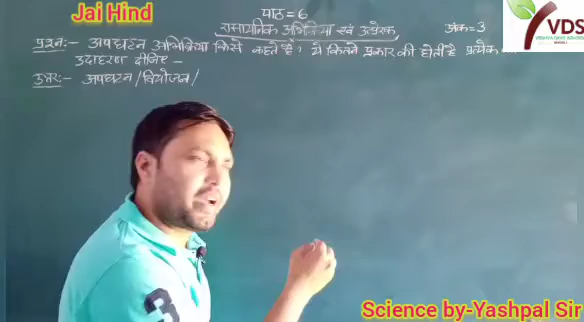 Jai Hind
पाठ = 6
रासायनिक अभिक्रिया एवं उत्प्रेरक, अंक = 3
प्रश्न:- अपघटन अभिक्रिया किसे कहते है? ये कितने प्रकार की होती है प्रत्येक
उदाहरण दीजिए -
उत्तर:- अपघटन/वियोजन/
VDS
Science by-Yashpal Sir